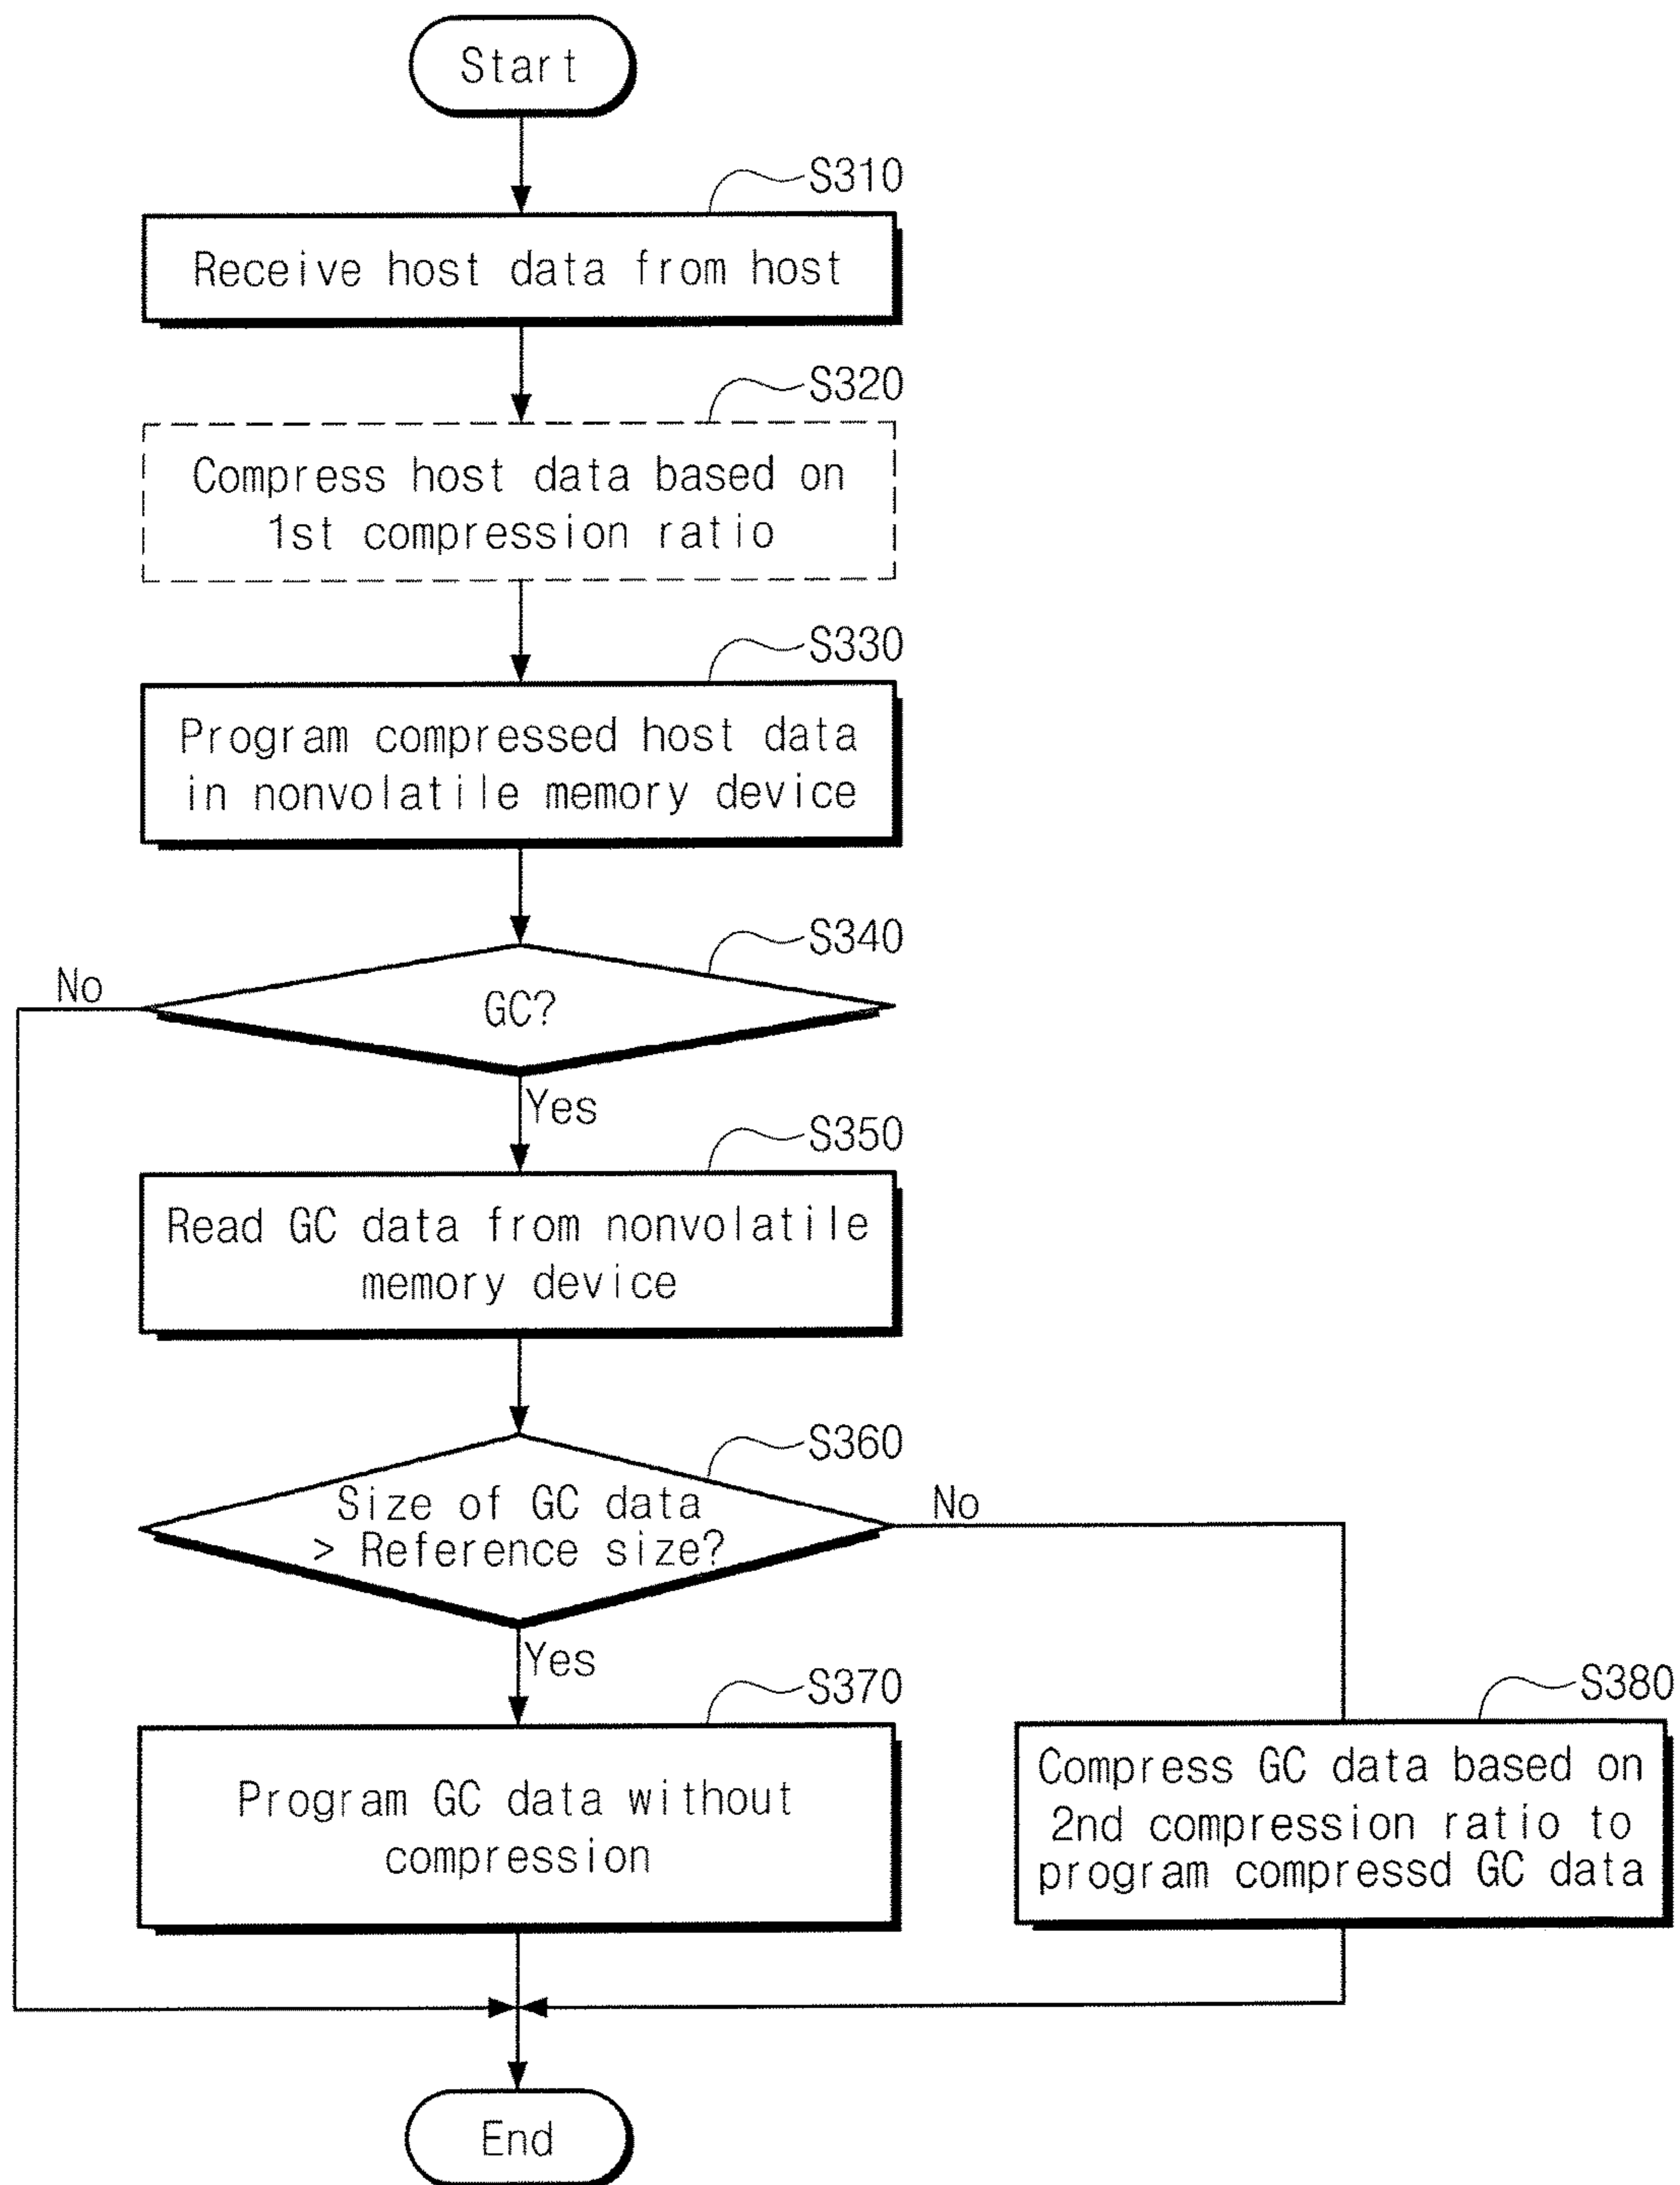 Start
S310
Receive host data from host
S320
Compress host data based on
1st compression ratio
S330
Program compressed host data
in nonvolatile memory device
S340
No
GC?
Yes
S350
Read GC data from nonvolatile
memory device
S360
Size of GC data
> Reference size?
No
Yes
S370
Program GC data without
compression
S380
Compress GC data based on
2nd compression ratio to
program compressd GC data
End